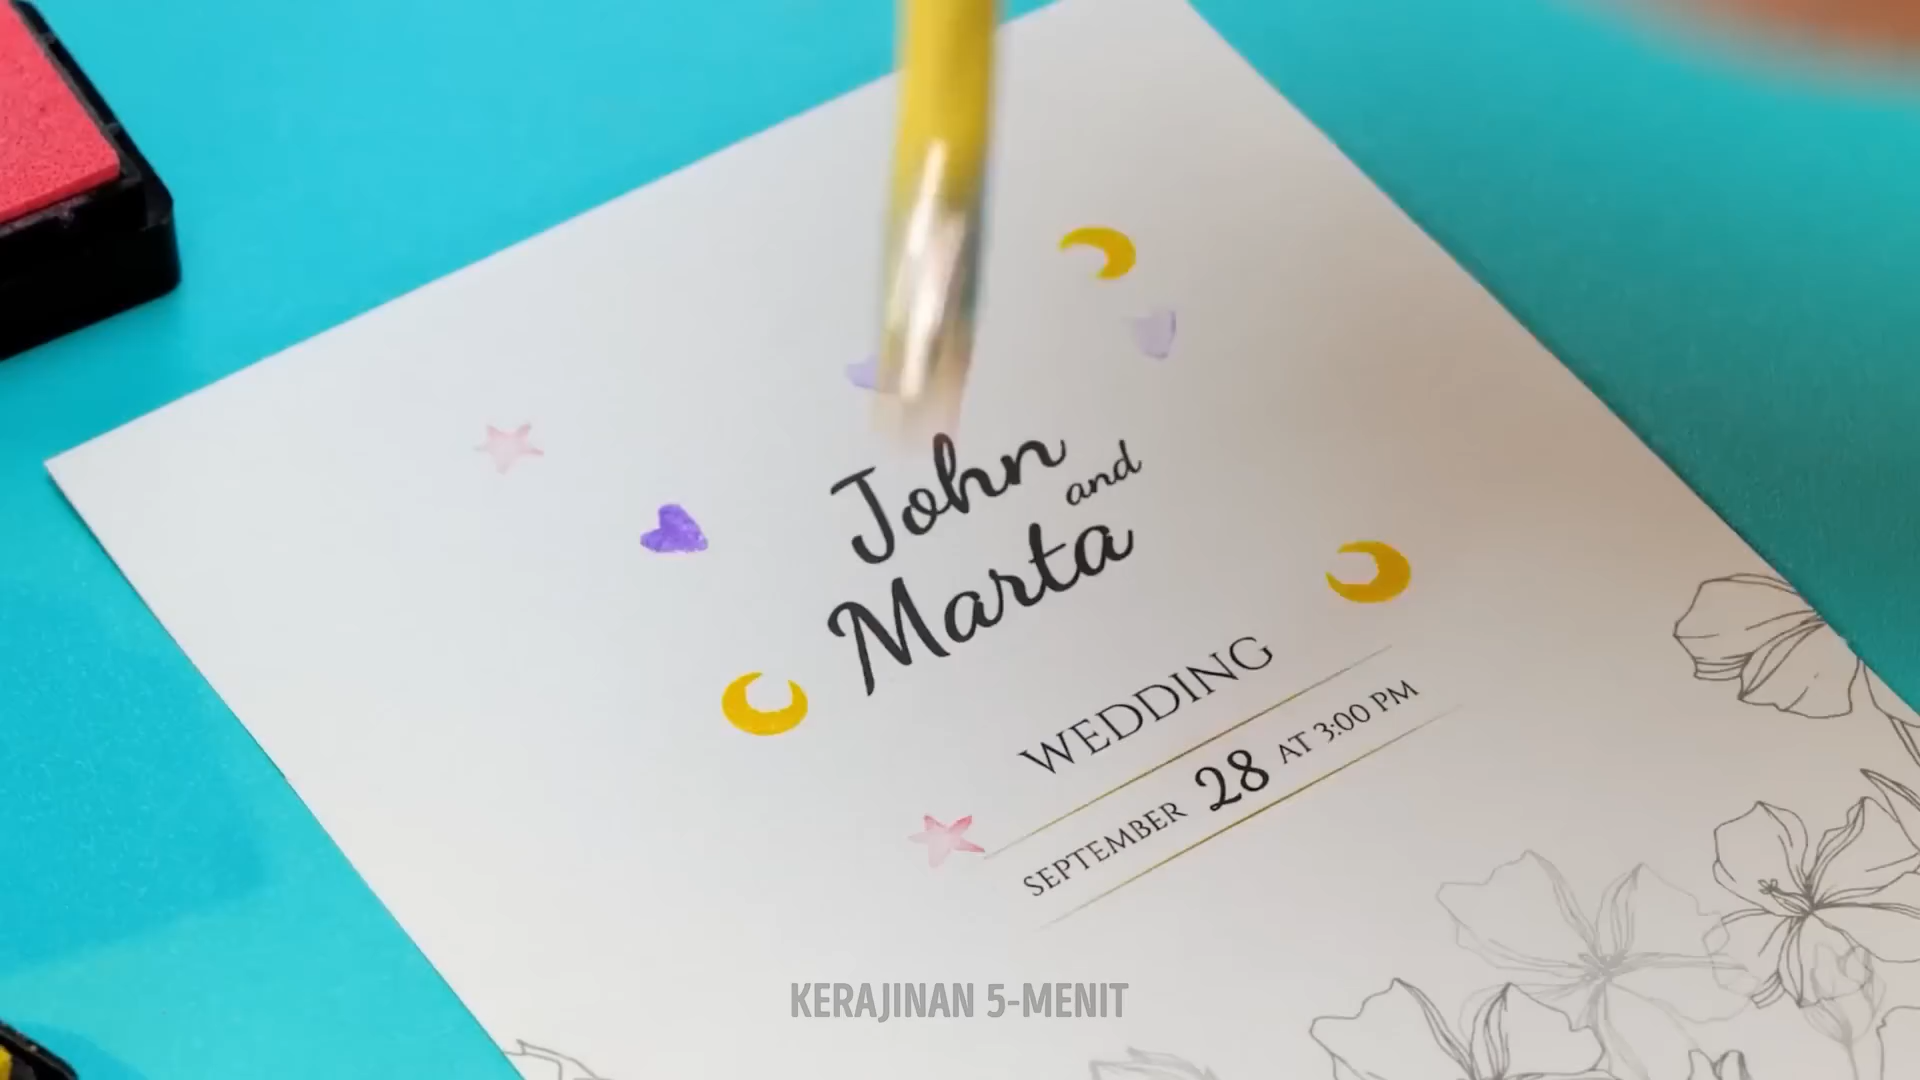 John
and
Marta
WEDDING
SEPTEMBER 28 AT 3:00 PM
KERAJINAN 5-MENIT